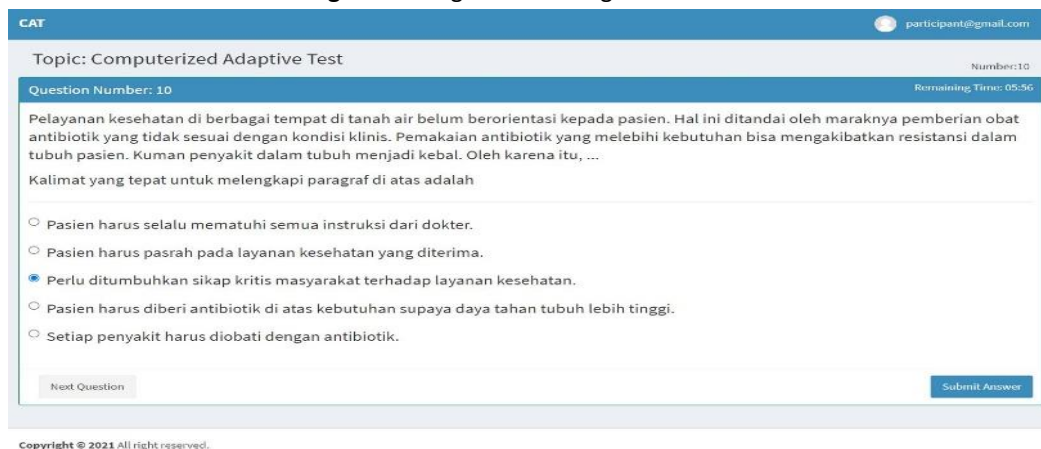 CAT
participant@gmail.com
Topic: Computerized Adaptive Test
Number:10
Question Number: 10
Remaining Time: 05:56
Pelayanan kesehatan di berbagai tempat di tanah air belum berorientasi kepada pasien. Hal ini ditandai oleh maraknya pemberian obat
antibiotik yang tidak sesuai dengan kondisi klinis. Pemakaian antibiotik yang melebihi kebutuhan bisa mengakibatkan resistansi dalam
tubuh pasien. Kuman penyakit dalam tubuh menjadi kebal. Oleh karena itu, ...
Kalimat yang tepat untuk melengkapi paragraf di atas adalah
Pasien harus selalu mematuhi semua instruksi dari dokter.
Pasien harus pasrah pada layanan kesehatan yang diterima.
Perlu ditumbuhkan sikap kritis masyarakat terhadap layanan kesehatan.
Pasien harus diberi antibiotik di atas kebutuhan supaya daya tahan tubuh lebih tinggi.
Setiap penyakit harus diobati dengan antibiotik.
Next Question
Submit Answer
Copyright © 2021 All right reserved.